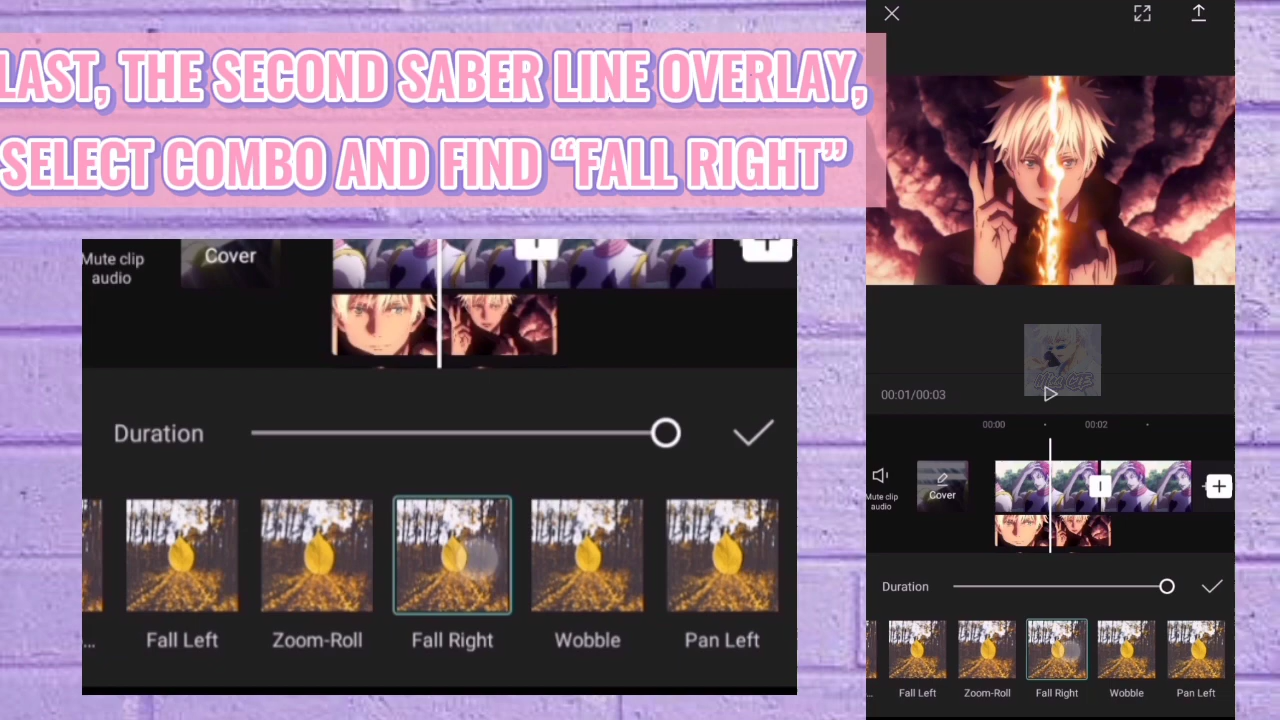 LAST, THE SECOND SABER LINE OVERLAY,
SELECT COMBO AND FIND “FALL RIGHT”
Mute clip
audio
Cover
Duration
...
Fall Left
Zoom-Roll
Fall Right
Wobble
Pan Left
00:01/00:03
00:00
00:02
Mute clip
audio
Cover
Duration
...
Fall Left
Zoom-Roll
Fall Right
Wobble
Pan Left